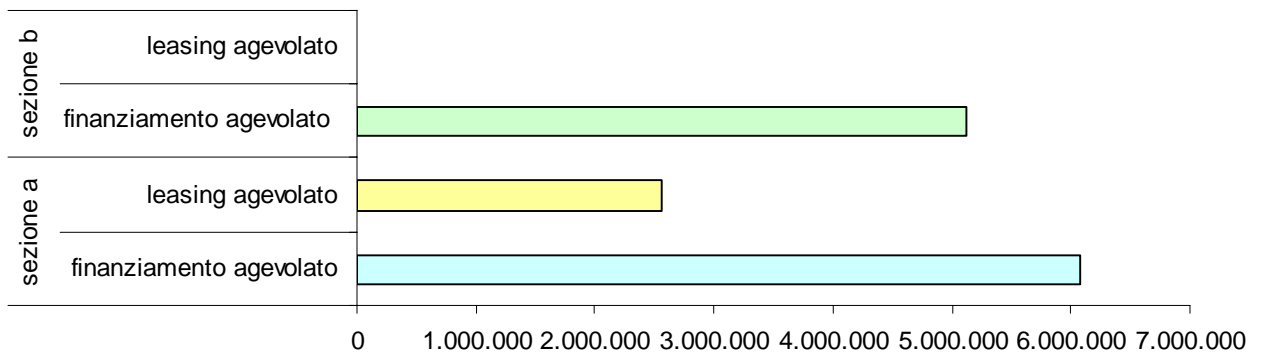 sezione b
leasing agevolato
finanziamento agevolato
sezione a
leasing agevolato
finanziamento agevolato
0 1.000.000 2.000.000 3.000.000 4.000.000 5.000.000 6.000.000 7.000.000